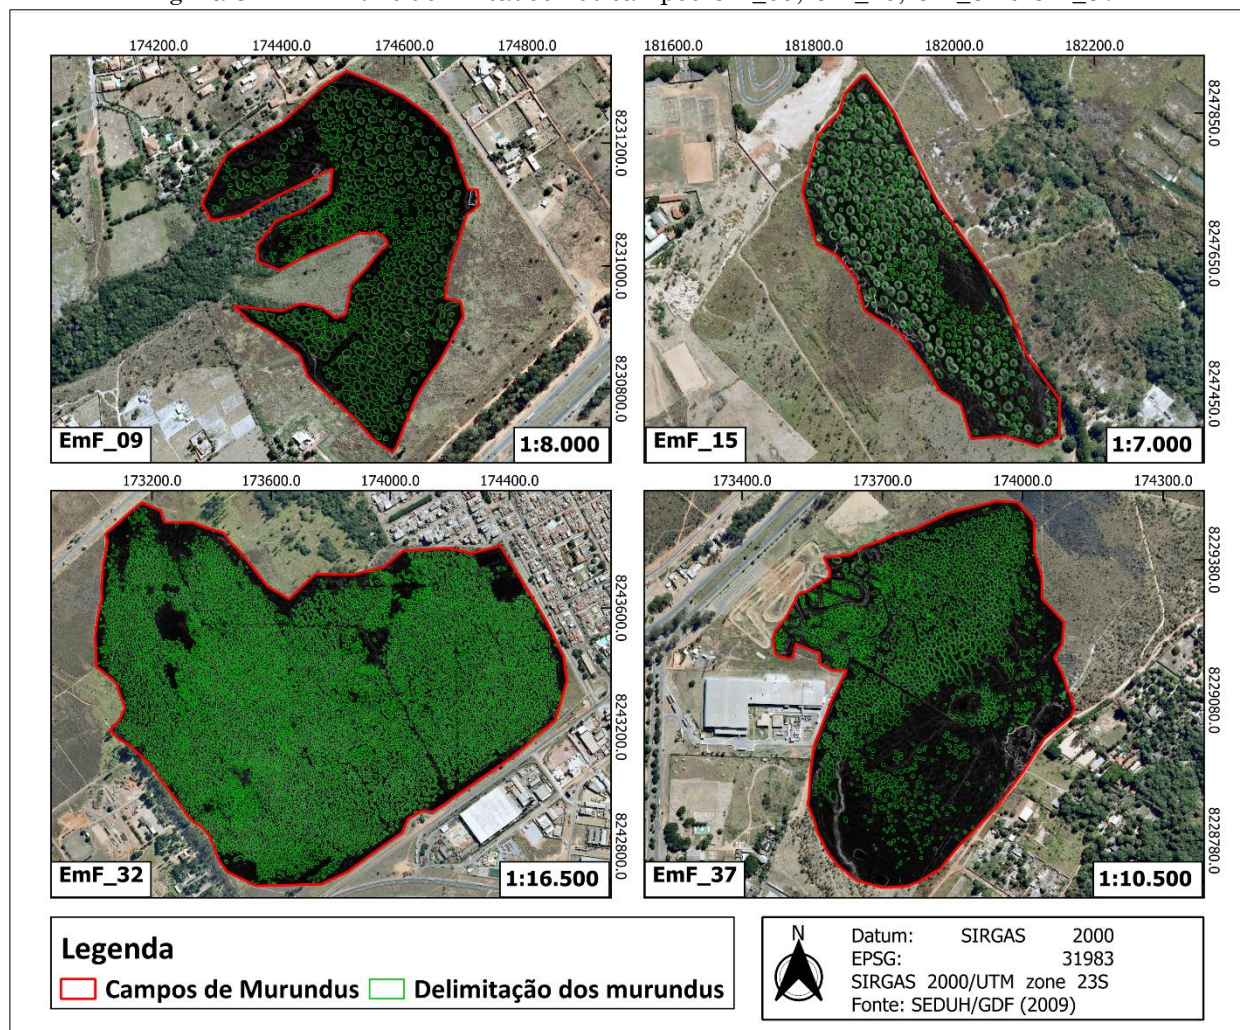 174200.0 174400.0 174600.0 174800.0
8231200.0
8231000.0
8230800.0
EmF_09
1:8.000
181600.0 181800.0 182000.0 182200.0
8247850.0
8247650.0
8247450.0
EmF_15
1:7.000
173200.0 173600.0 174000.0 174400.0
8243600.0
8243200.0
8242800.0
EmF_32
1:16.500
173400.0 173700.0 174000.0 174300.0
8229380.0
8229080.0
8228780.0
EmF_37
1:10.500
Legenda
Campos de Murundus Delimitação dos murundus
N
Datum: SIRGAS 2000
EPSG: 31983
SIRGAS 2000/UTM zone 23S
Fonte: SEDUH/GDF (2009)